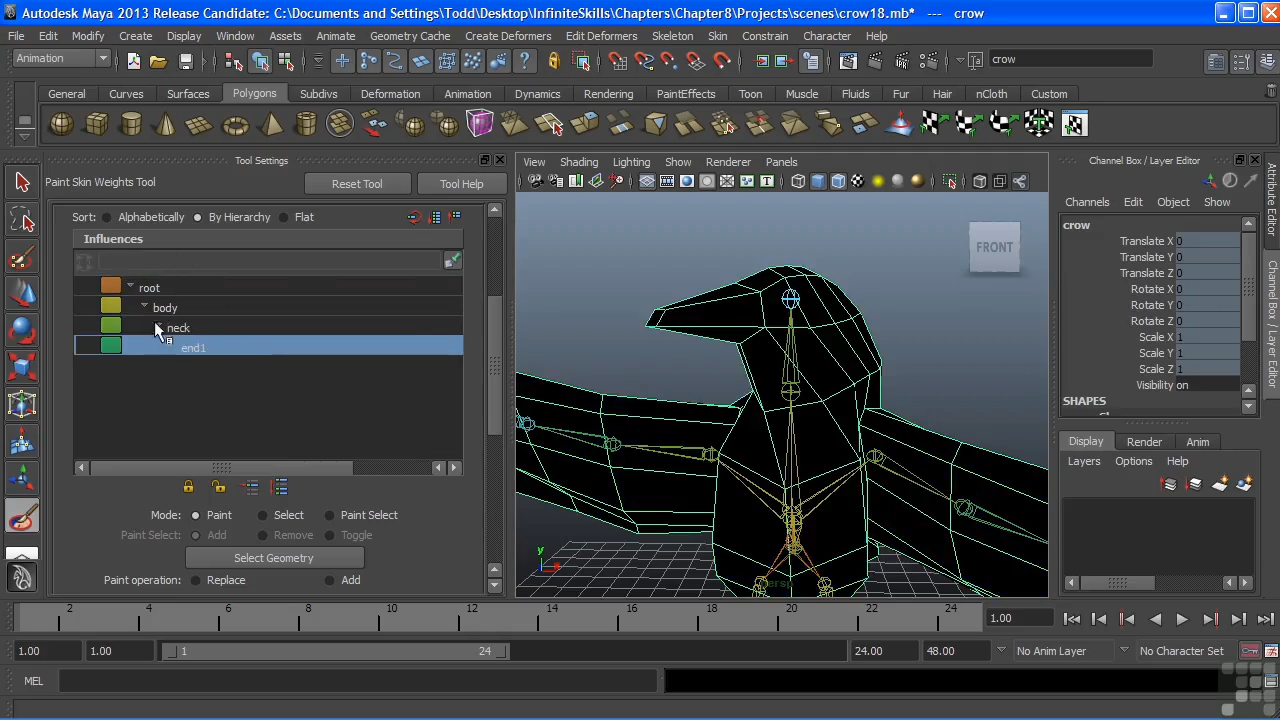 Autodesk Maya 2013 Release Candidate: C:\Documents and Settings\Todd\Desktop\InfiniteSkills\Chapters\Chapter8\Projects\scenes\crow18.mb* --- crow
File Edit Modify Create Display Window Assets Animate Geometry Cache Create Deformers Edit Deformers Skeleton Skin Constrain Character Help
Animation crow
General Curves Surfaces Polygons Subdivs Deformation Animation Dynamics Rendering PaintEffects Toon Muscle Fluids Fur Hair nCloth Custom
Tool Settings
Paint Skin Weights Tool Reset Tool Tool Help
Sort: Alphabetically By Hierarchy Flat
Influences
root
body
neck
end1
Mode: Paint Select Paint Select
Paint Select: Add Remove Toggle
Select Geometry
Paint operation: Replace Add
View Shading Lighting Show Renderer Panels
FRONT
y
x
persp
Channel Box / Layer Editor
Channels Edit Object Show
crow
Translate X 0
Translate Y 0
Translate Z 0
Rotate X 0
Rotate Y 0
Rotate Z 0
Scale X 1
Scale Y 1
Scale Z 1
Visibility on
SHAPES
Display Render Anim
Layers Options Help
Attribute Editor
Channel Box / Layer Editor
2 4 6 8 10 12 14 16 18 20 22 24 1.00
1.00 1.00 1 24 24.00 48.00 No Anim Layer No Character Set
MEL